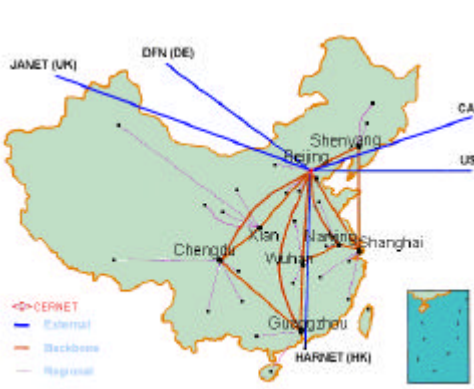 DFN (DE)
JANET (UK)
CA
US
Shenyang
Beijing
Xian
Nanjing
Shanghai
Chengdu
Wuhan
Guangzhou
HARNET (HK)
CERNET
External
Backbone
Regional